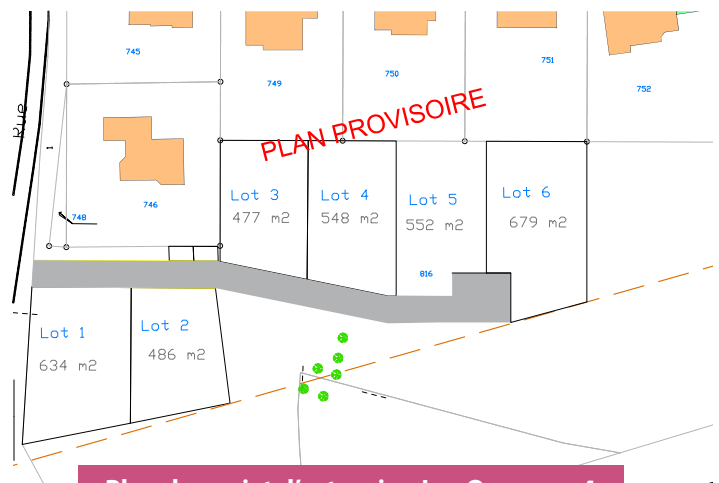 745
749
750
751
752
Rue
PLAN PROVISOIRE
1
746
748
Lot 3
477 m2
Lot 4
548 m2
Lot 5
552 m2
Lot 6
679 m2
816
Lot 1
634 m2
Lot 2
486 m2